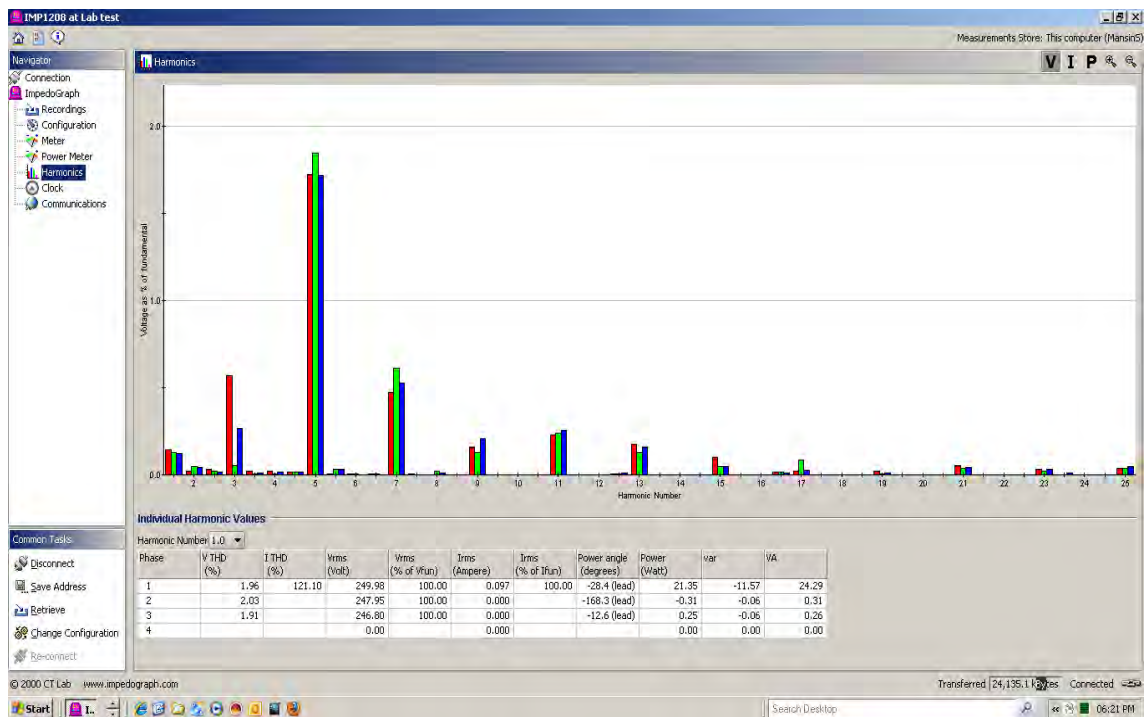 IMP1208 at Lab test
Measurements Store: This computer (Mansin5)
Navigator
Connection
ImpedoGraph
Recordings
Configuration
Meter
Power Meter
Harmonics
Clock
Communications
Harmonics
V I P
2.0
1.0
0.0
Voltage as % of fundamental
2 3 4 5 6 7 8 9 10 11 12 13 14 15 16 17 18 19 20 21 22 23 24 25
Harmonic Number
Individual Harmonic Values
Harmonic Number 1.0
Phase V THD (%) I THD (%) Vrms (Volt) Vrms (% of Vfun) Irms (Ampere) Irms (% of Ifun) Power angle (degrees) Power (Watt) var VA
1 1.96 121.10 249.98 100.00 0.097 100.00 -28.4 (lead) 21.35 -11.57 24.29
2 2.03 247.95 100.00 0.000 -168.3 (lead) -0.31 -0.06 0.31
3 1.91 246.80 100.00 0.000 -12.6 (lead) 0.25 -0.06 0.26
4 0.00 0.000 0.00 0.00 0.00
Common Tasks
Disconnect
Save Address
Retrieve
Change Configuration
Re-connect
© 2000 CT Lab www.impedograph.com
Transferred 24,135.1 kBytes Connected
Start I.. Search Desktop « 06:21 PM